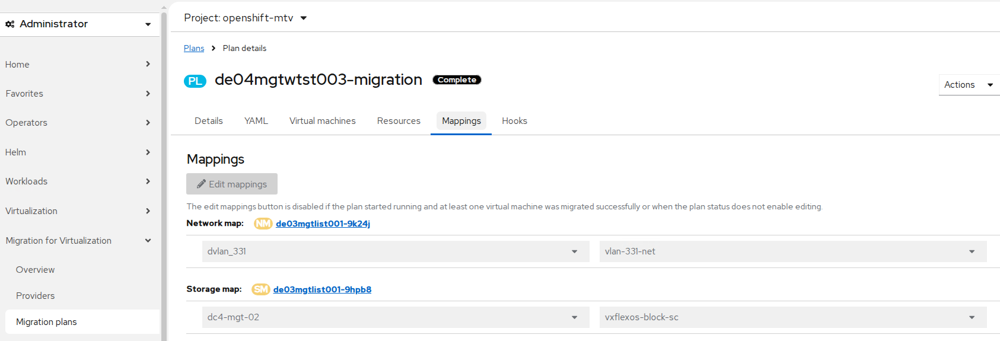 Administrator
Home
Favorites
Operators
Helm
Workloads
Virtualization
Migration for Virtualization
Overview
Providers
Migration plans
Project: openshift-mtv
Plans Plan details
PL de04mgtwtst003-migration Complete
Actions
Details YAML Virtual machines Resources Mappings Hooks
Mappings
Edit mappings
The edit mappings button is disabled if the plan started running and at least one virtual machine was migrated successfully or when the plan status does not enable editing.
Network map: NM de03mgtlist001-9k24j
dvlan_331 vlan-331-net
Storage map: SM de03mgtlist001-9hpb8
dc4-mgt-02 vxflexos-block-sc